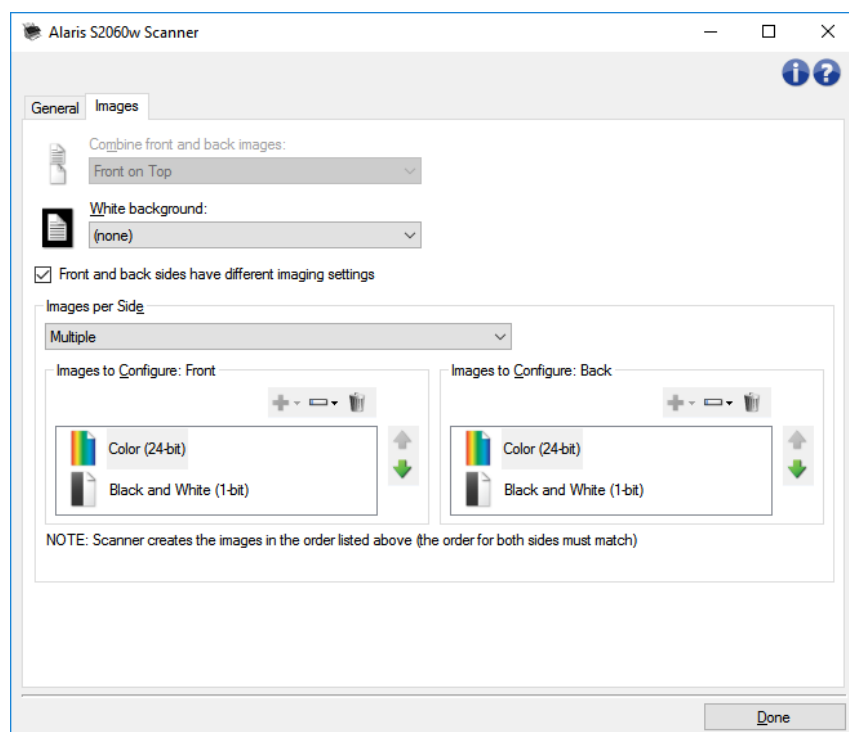 Alaris S2060w Scanner
General
Images
Combine front and back images:
Front on Top
White background:
(none)
Front and back sides have different imaging settings
Images per Side
Multiple
Images to Configure: Front
Images to Configure: Back
Color (24-bit)
Black and White (1-bit)
Color (24-bit)
Black and White (1-bit)
NOTE: Scanner creates the images in the order listed above (the order for both sides must match)
Done